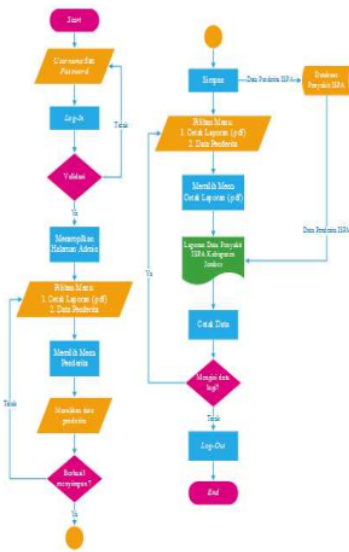 Start
Username dan
Password
Log-In
Tidak
Validasi
Ya
Menampilkan
Halaman Admin
Pilihan Menu:
1. Cetak Laporan (pdf)
2. Data Penderita
Memilih Menu
Penderita
Masukkan data
penderita
Tidak
Berhasil
menyimpan?
Ya
Simpan
Data Penderita ISPA
Database
Penyakit ISPA
Pilihan Menu:
1. Cetak Laporan (pdf)
2. Data Penderita
Memilih Menu
Cetak Laporan (pdf)
Data Penderita ISPA
Laporan Data Penyakit
ISPA Kabupaten
Jember
Ya
Cetak Data
Mengisi data
lagi?
Tidak
Log-Out
End